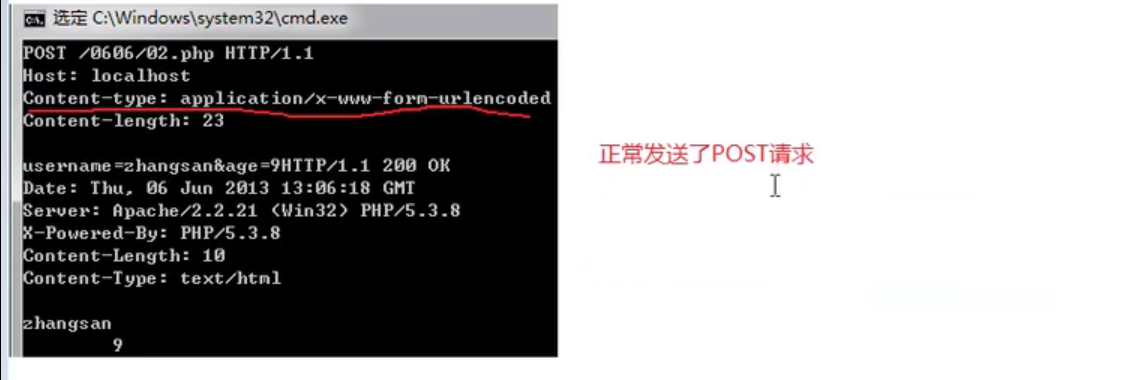 选定 C:\Windows\system32\cmd.exe
POST /0606/02.php HTTP/1.1
Host: localhost
Content-type: application/x-www-form-urlencoded
Content-length: 23
username=zhangsan&age=9HTTP/1.1 200 OK
Date: Thu, 06 Jun 2013 13:06:18 GMT
Server: Apache/2.2.21 (Win32) PHP/5.3.8
X-Powered-By: PHP/5.3.8
Content-Length: 10
Content-Type: text/html
zhangsan
9
正常发送了POST请求